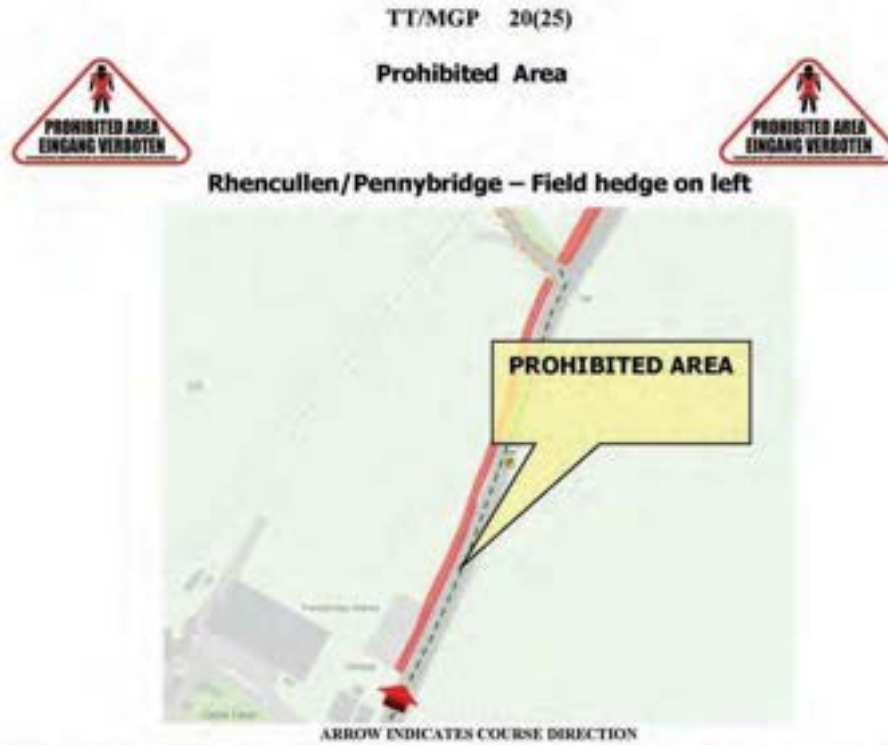 TT/MGP 20(25)
Prohibited Area
PROHIBITED AREA
EINGANG VERBOTEN
PROHIBITED AREA
EINGANG VERBOTEN
Rhencullen/Pennybridge – Field hedge on left
PROHIBITED AREA
ARROW INDICATES COURSE DIRECTION